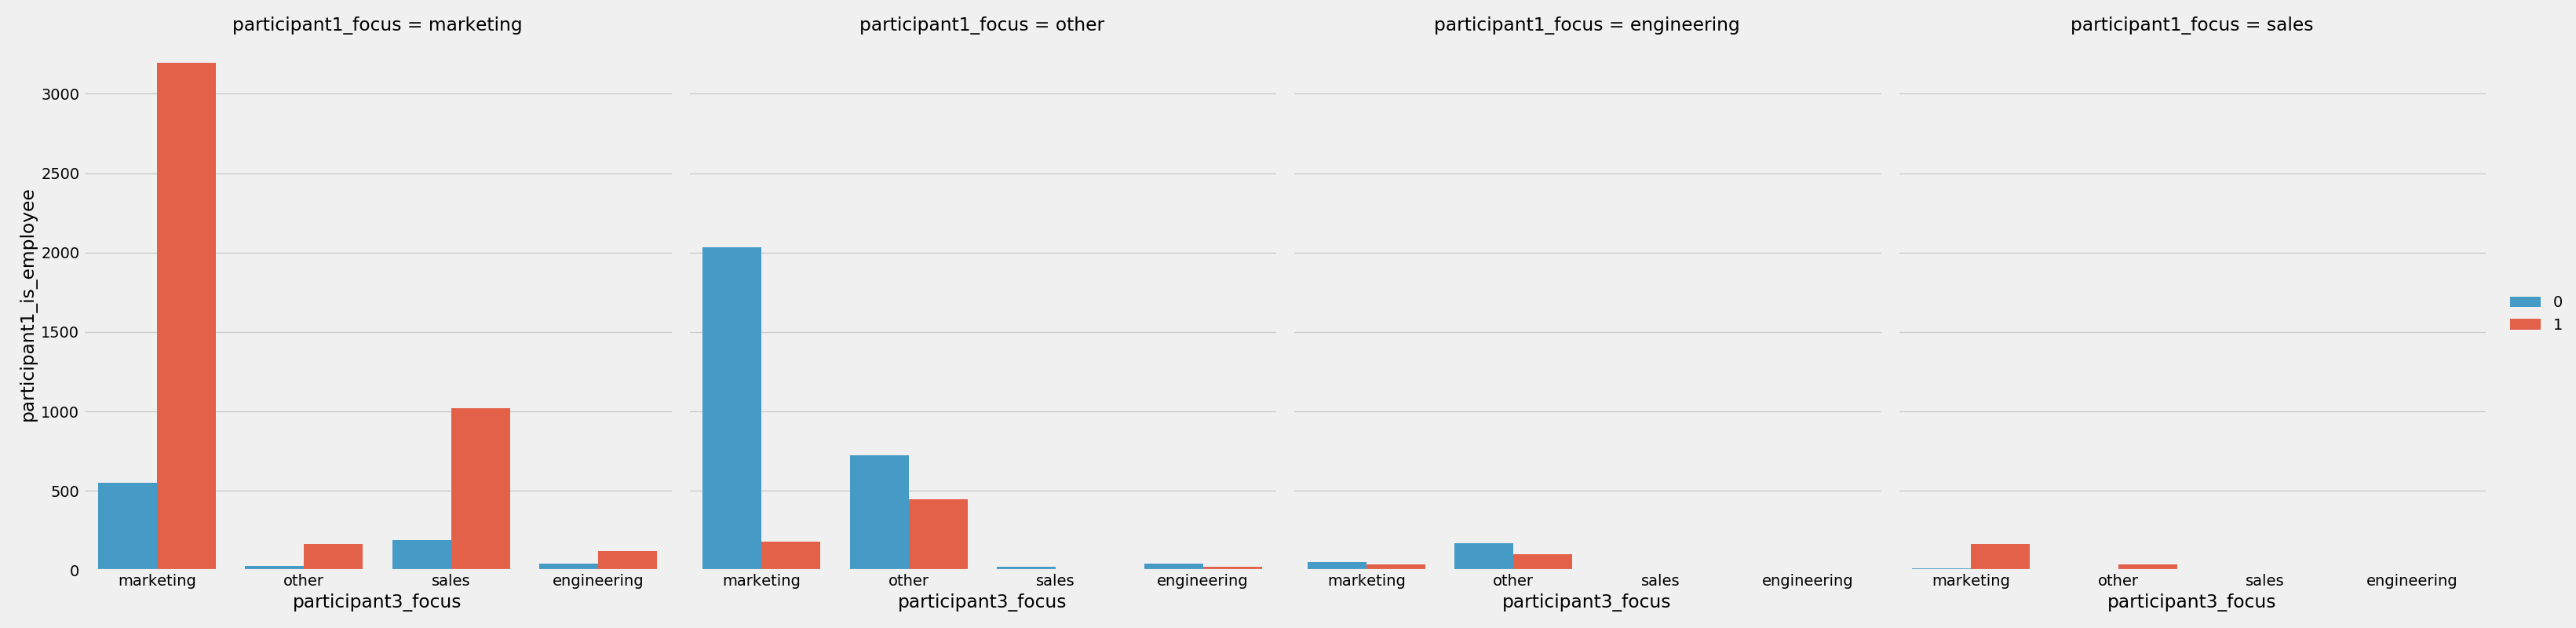 participant1_focus = marketing
participant1_focus = other
participant1_focus = engineering
participant1_focus = sales
participant1_is_employee
3000
2500
2000
1500
1000
500
0
marketing other sales engineering
marketing other sales engineering
marketing other sales engineering
marketing other sales engineering
participant3_focus
participant3_focus
participant3_focus
participant3_focus
0
1